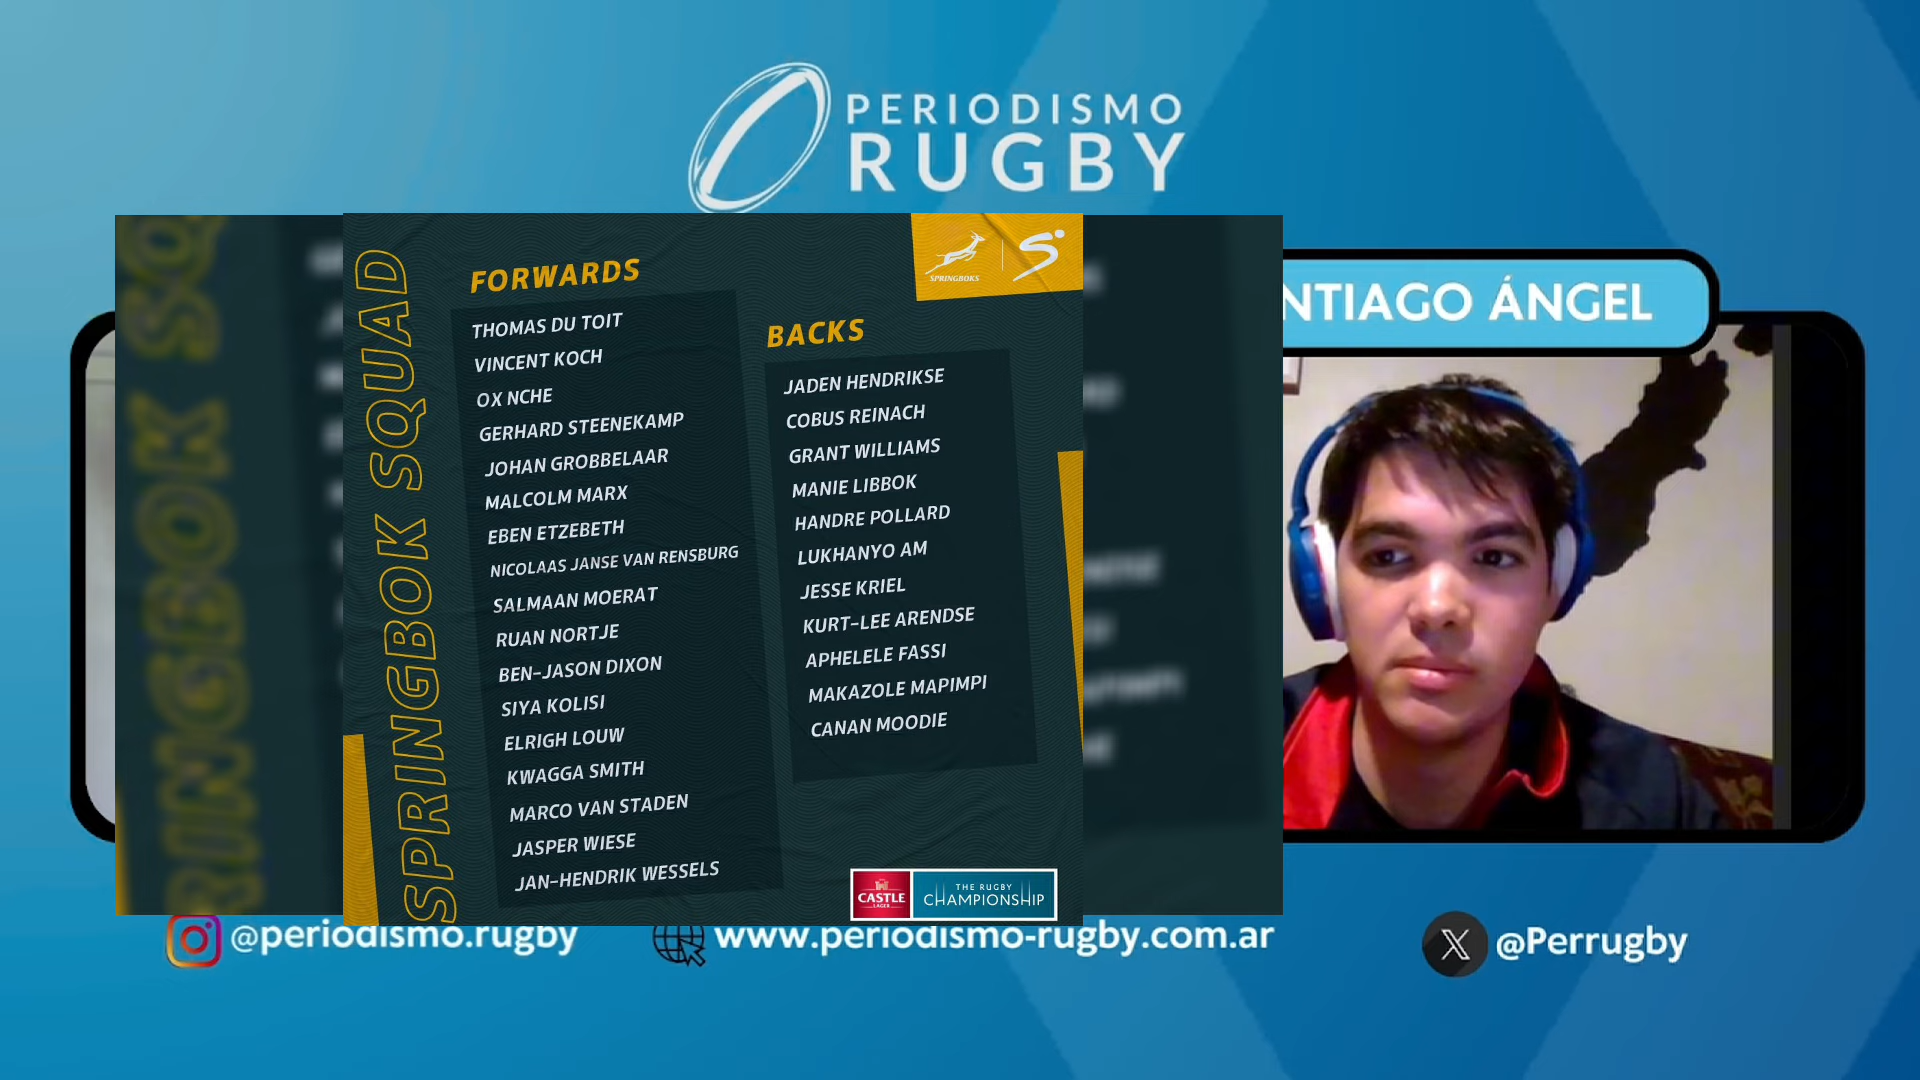 PERIODISMO
RUGBY
SPRINGBOK SQUAD
FORWARDS
THOMAS DU TOIT
VINCENT KOCH
OX NCHE
GERHARD STEENEKAMP
JOHAN GROBBELAAR
MALCOLM MARX
EBEN ETZEBETH
NICOLAAS JANSE VAN RENSBURG
SALMAAN MOERAT
RUAN NORTJE
BEN-JASON DIXON
SIYA KOLISI
ELRIGH LOUW
KWAGGA SMITH
MARCO VAN STADEN
JASPER WIESE
JAN-HENDRIK WESSELS
SPRINGBOKS
BACKS
JADEN HENDRIKSE
COBUS REINACH
GRANT WILLIAMS
MANIE LIBBOK
HANDRE POLLARD
LUKHANYO AM
JESSE KRIEL
KURT-LEE ARENDSE
APHELELE FASSI
MAKAZOLE MAPIMPI
CANAN MOODIE
CASTLE
LAGER
THE RUGBY
CHAMPIONSHIP
NTIAGO ÁNGEL
@periodismo.rugby
www.periodismo-rugby.com.ar
@Perrugby